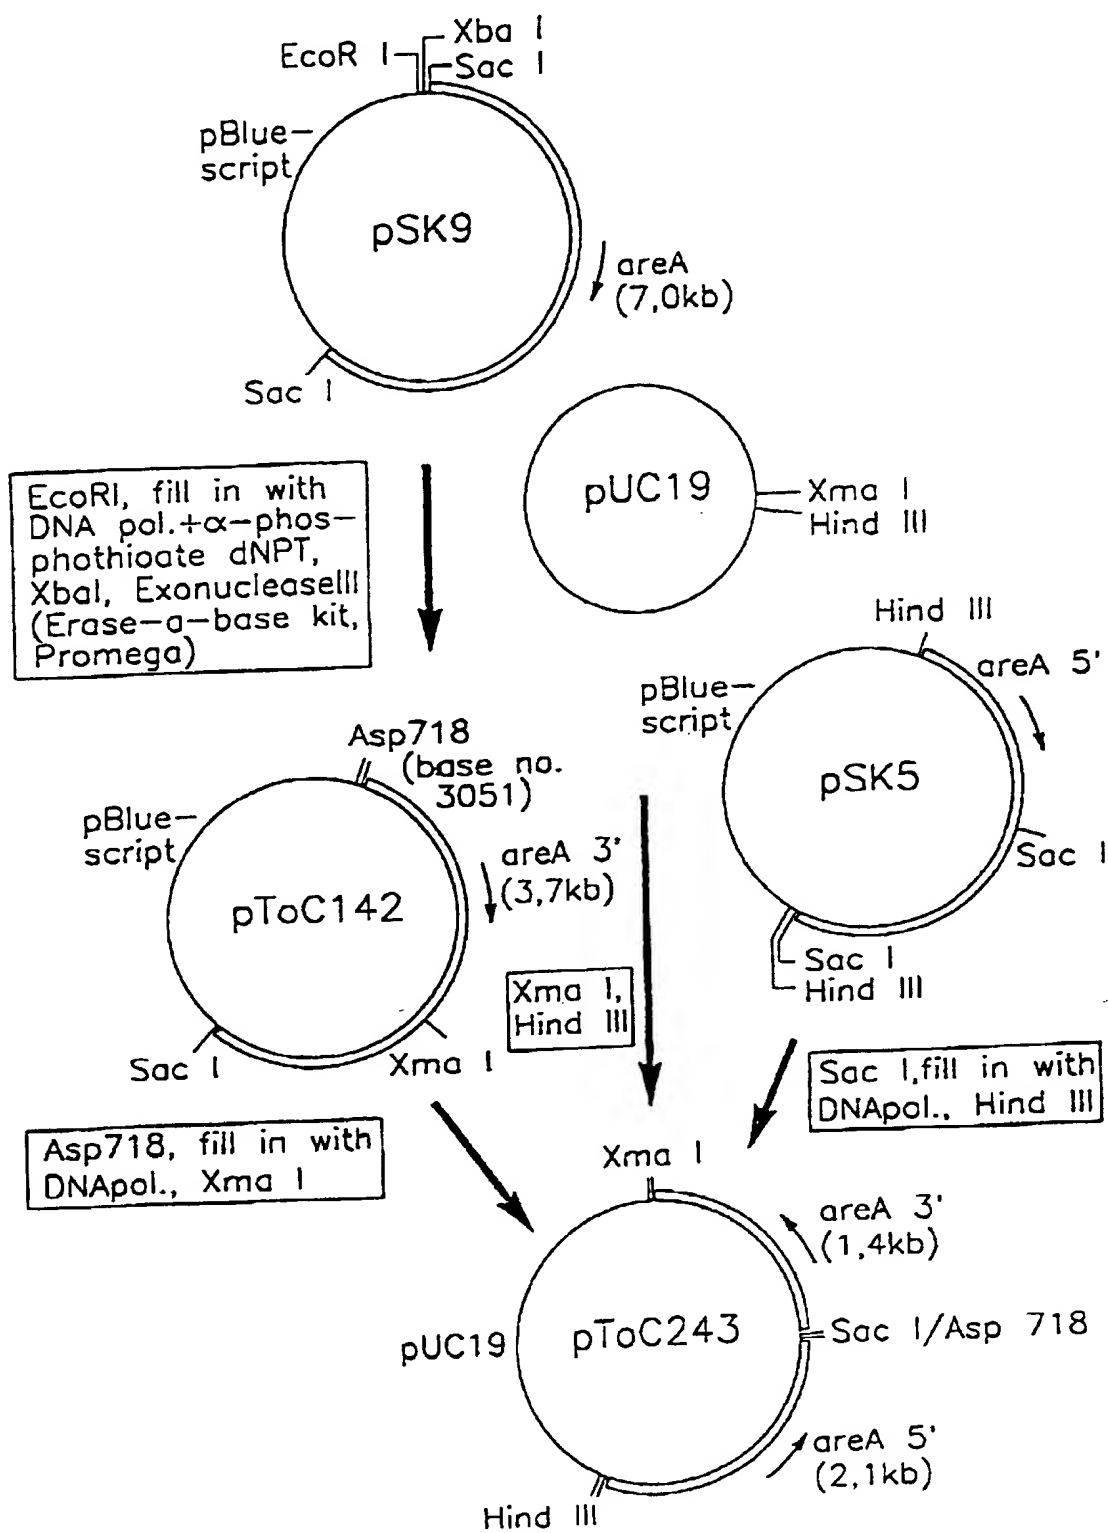 Xba I
EcoR I
Sac I
pBlue–
script
pSK9
areA
(7,0kb)
Sac I
pUC19
Xma I
Hind III
EcoRI, fill in with
DNA pol.+α–phos–
phothioate dNPT,
XbaI, ExonucleaseIII
(Erase–a–base kit,
Promega)
Hind III
areA 5'
pBlue–
script
pSK5
Sac I
Sac I
Hind III
Asp718
(base no.
3051)
pBlue–
script
areA 3'
(3,7kb)
pToC142
Sac I
Xma I
Xma I,
Hind III
Sac I,fill in with
DNApol., Hind III
Asp718, fill in with
DNApol., Xma I
Xma I
areA 3'
(1,4kb)
pUC19
pToC243
Sac I/Asp 718
areA 5'
(2,1kb)
Hind III